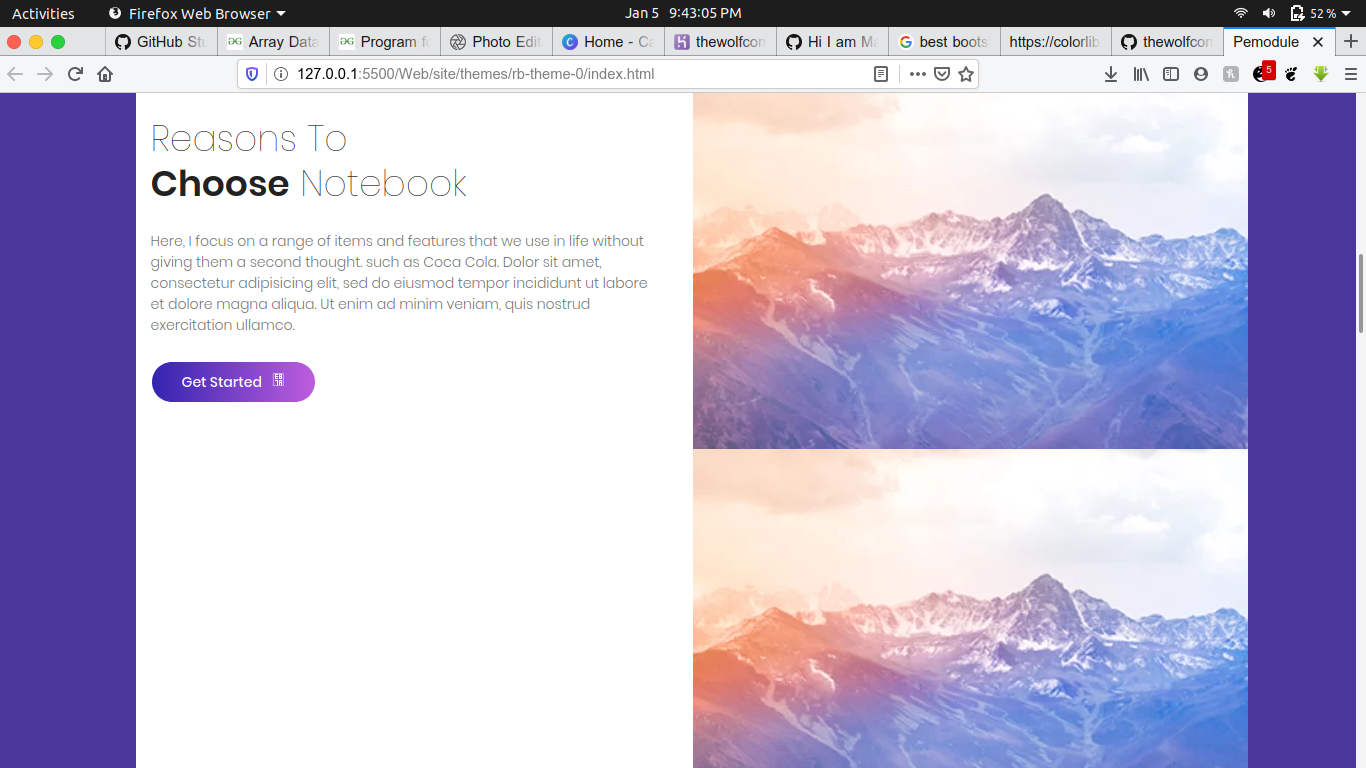 Activities
Firefox Web Browser
Jan 5 9:43:05 PM
52 %
GitHub Stu
Array Data
Program fo
Photo Edit
Home - Ca
thewolfcom
Hi I am Ma
best boots
https://colorlib
thewolfcom
Pemodule
127.0.0.1:5500/Web/site/themes/rb-theme-0/index.html
5
Reasons To
Choose Notebook
Here, I focus on a range of items and features that we use in life without
giving them a second thought. such as Coca Cola. Dolor sit amet,
consectetur adipisicing elit, sed do eiusmod tempor incididunt ut labore
et dolore magna aliqua. Ut enim ad minim veniam, quis nostrud
exercitation ullamco.
Get Started